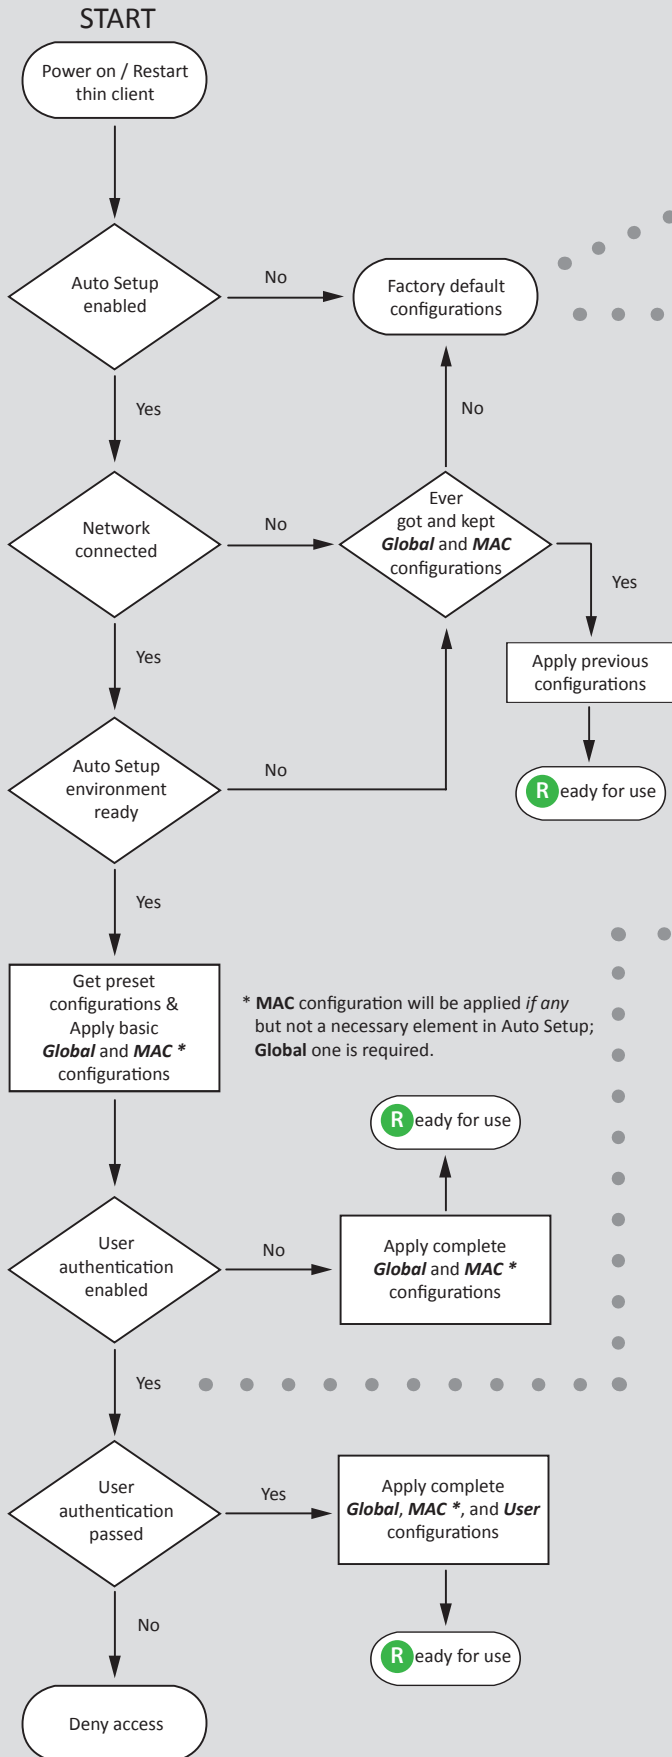 START
Power on / Restart
thin client
Auto Setup
enabled
No
Factory default
configurations
Yes
No
Network
connected
No
Ever
got and kept
Global and MAC
configurations
Yes
Yes
Apply previous
configurations
Auto Setup
environment
ready
No
Ready for use
Yes
Get preset
configurations &
Apply basic
Global and MAC *
configurations
* MAC configuration will be applied if any
but not a necessary element in Auto Setup;
Global one is required.
Ready for use
User
authentication
enabled
No
Apply complete
Global and MAC *
configurations
Yes
User
authentication
passed
Yes
Apply complete
Global, MAC *, and User
configurations
No
Ready for use
Deny access